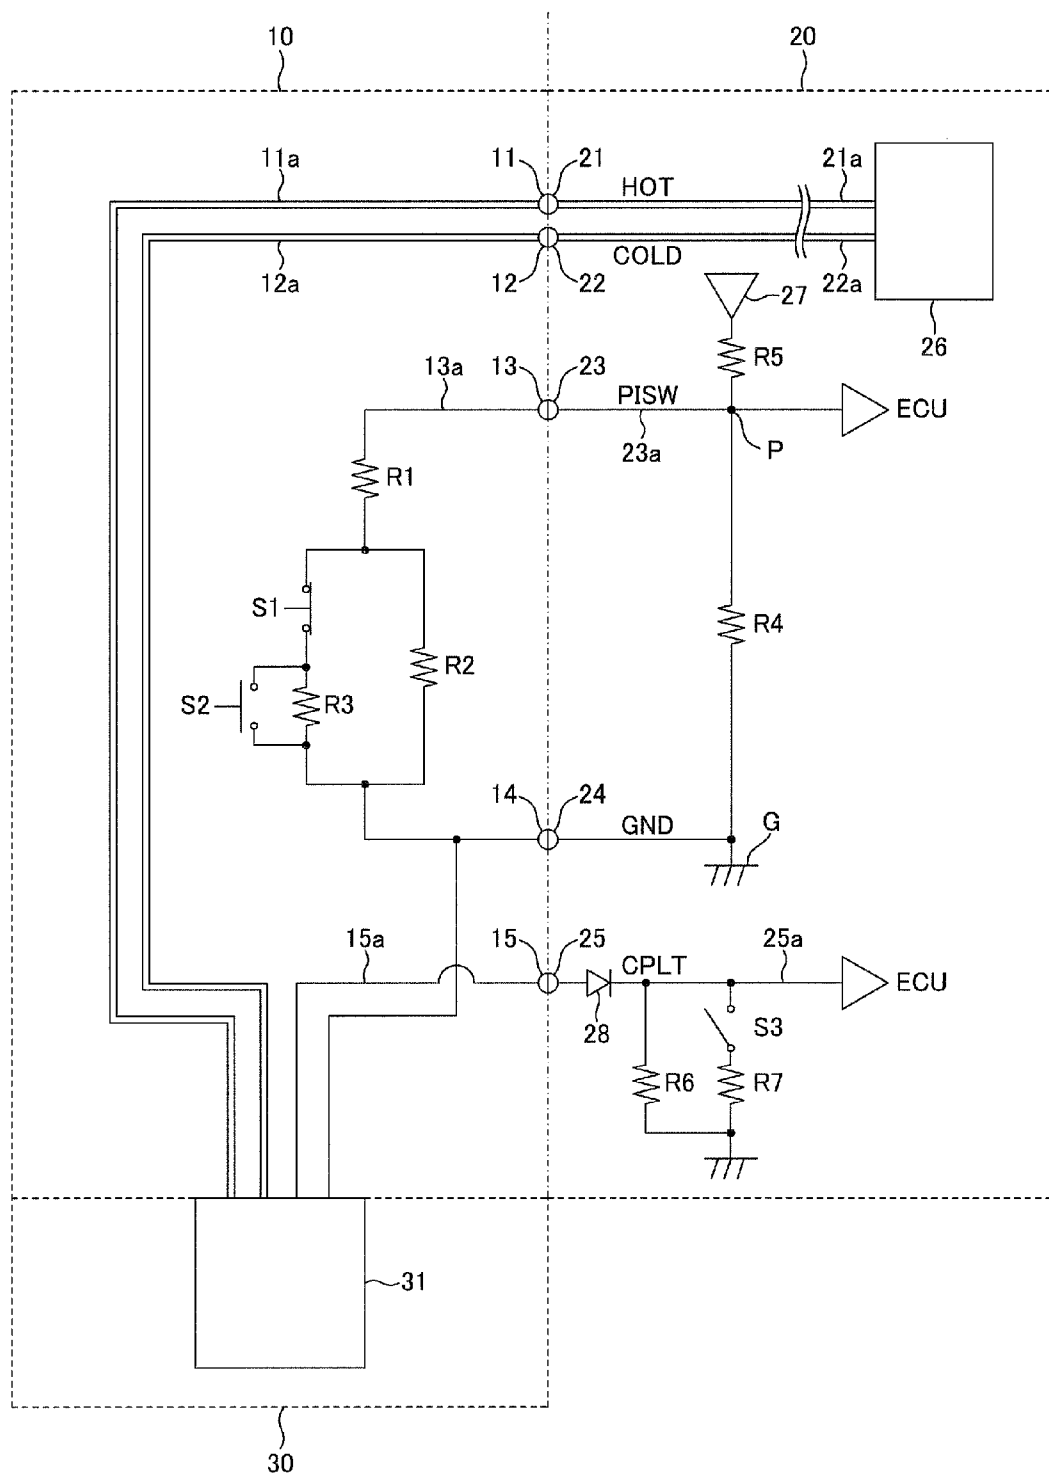 10
20
11a
11
21
21a
HOT
12a
12
22
COLD
22a
27
26
13a
13
23
PISW
23a
R5
P
ECU
R1
S1
R2
R4
S2
R3
14
24
GND
G
15a
15
25
CPLT
25a
28
S3
ECU
R6
R7
31
30